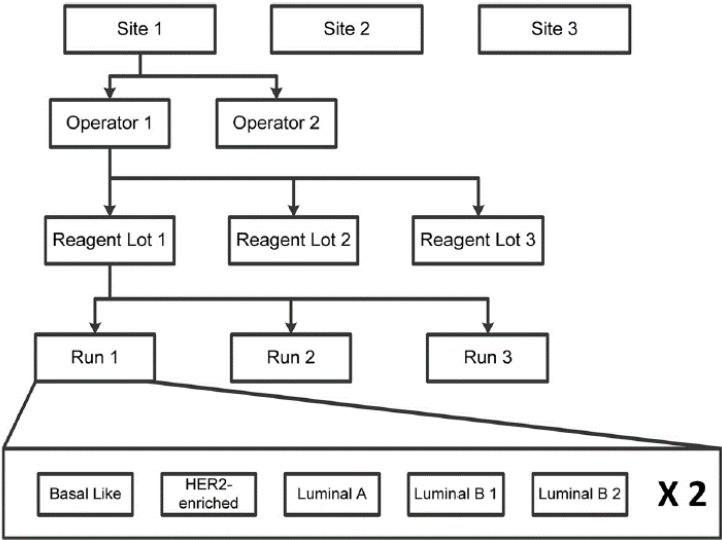 Site 1
Site 2
Site 3
Operator 1
Operator 2
Reagent Lot 1
Reagent Lot 2
Reagent Lot 3
Run 1
Run 2
Run 3
Basal Like
HER2-
enriched
Luminal A
Luminal B 1
Luminal B 2
X 2